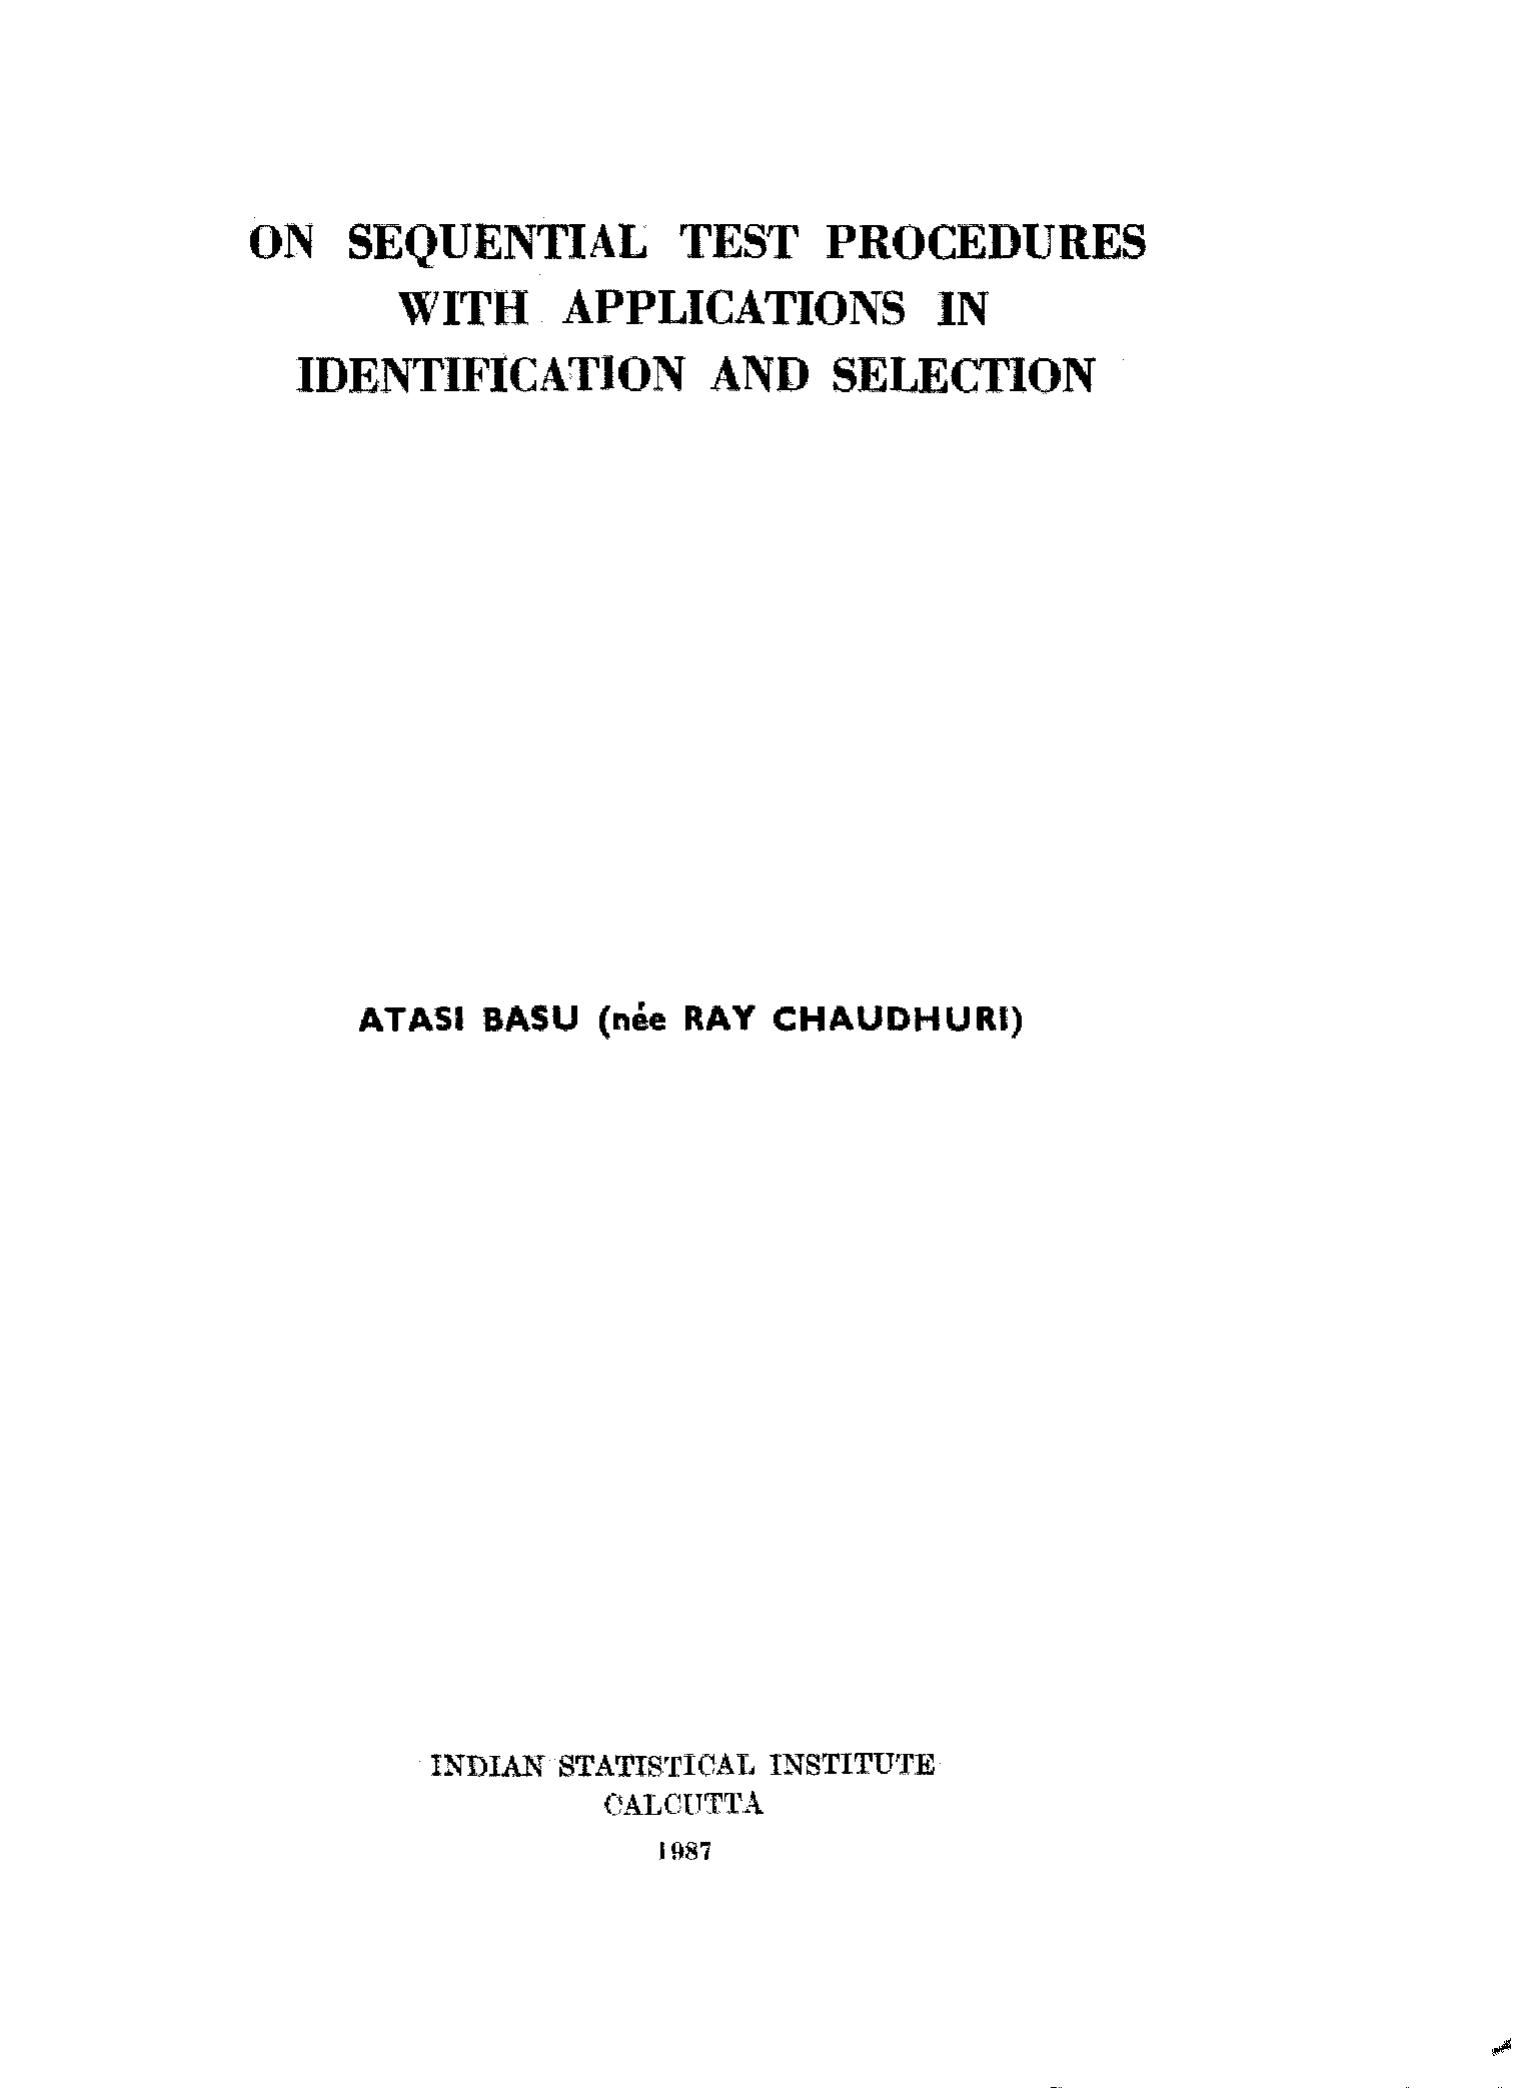 ON SEQUENTIAL TEST PROCEDURES
WITH APPLICATIONS IN
IDENTIFICATION AND SELECTION
ATASI BASU (née RAY CHAUDHURI)
INDIAN STATISTICAL INSTITUTE
CALCUTTA
1987